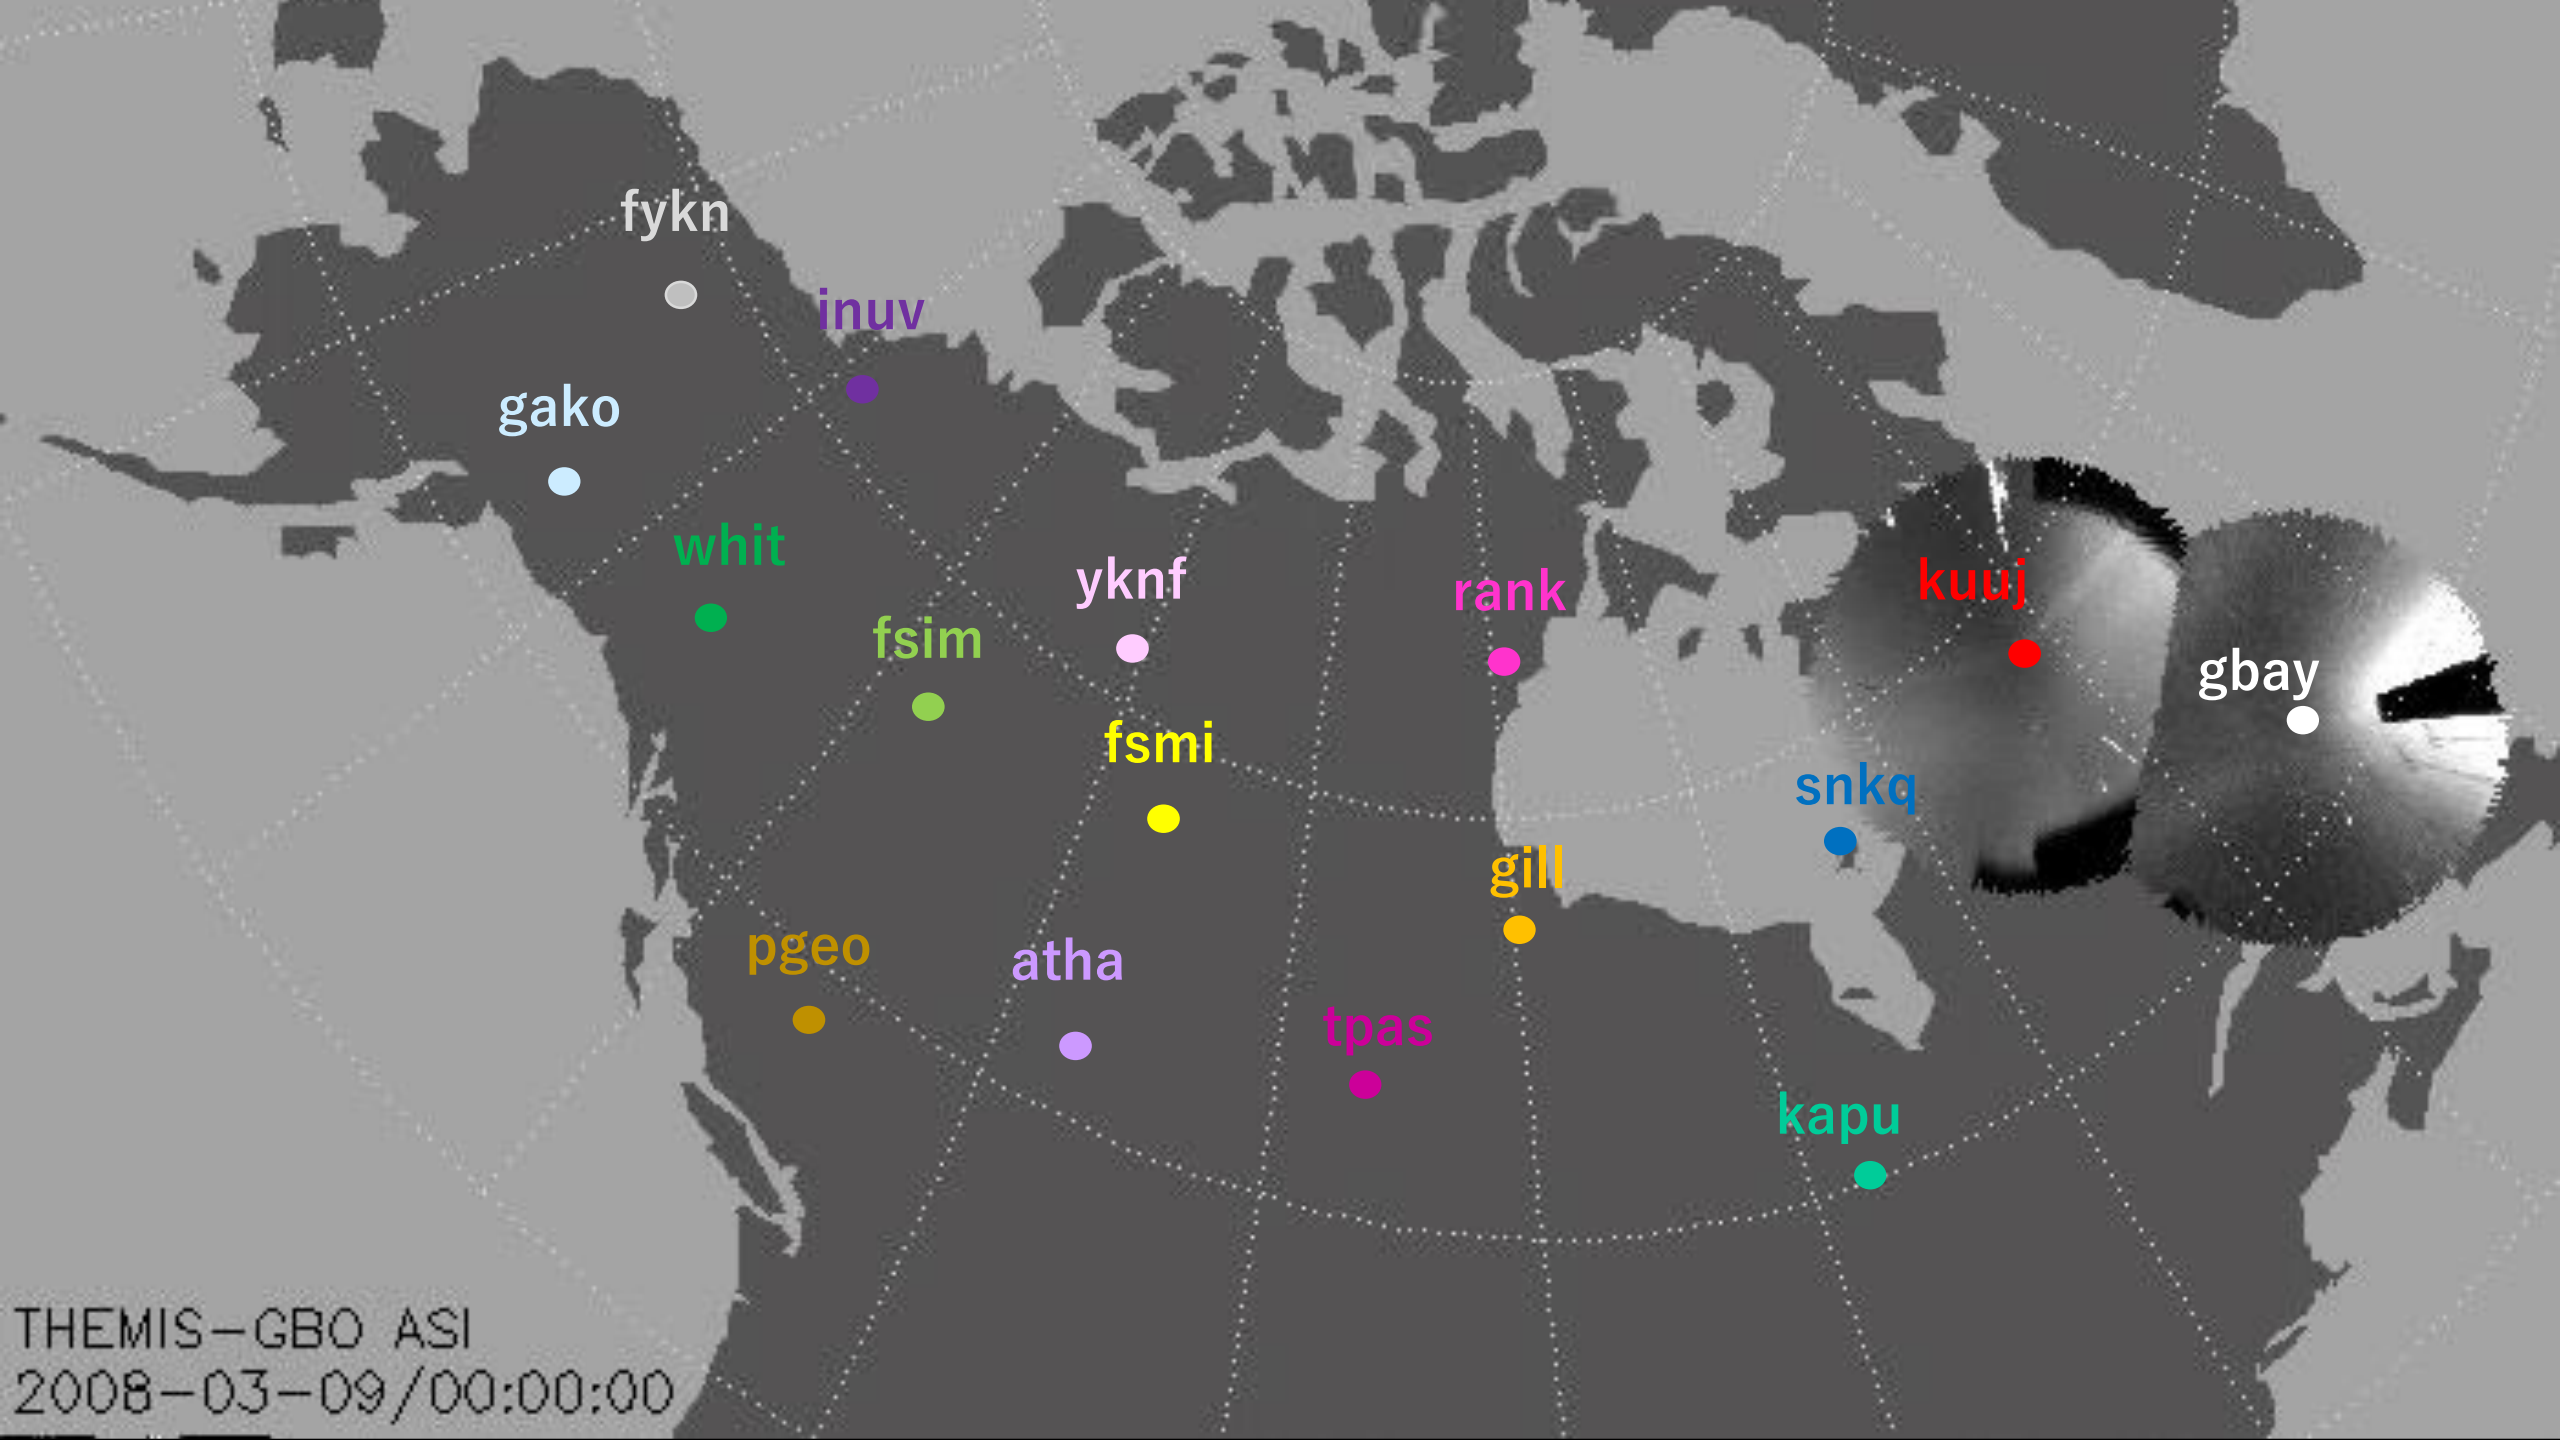 fykn
inuv
gako
whit
yknf
rank
kuuj
fsim
gbay
fsmi
snkq
gill
pgeo
atha
tpas
kapu
THEMIS-GBO ASI
2008-03-09/00:00:00